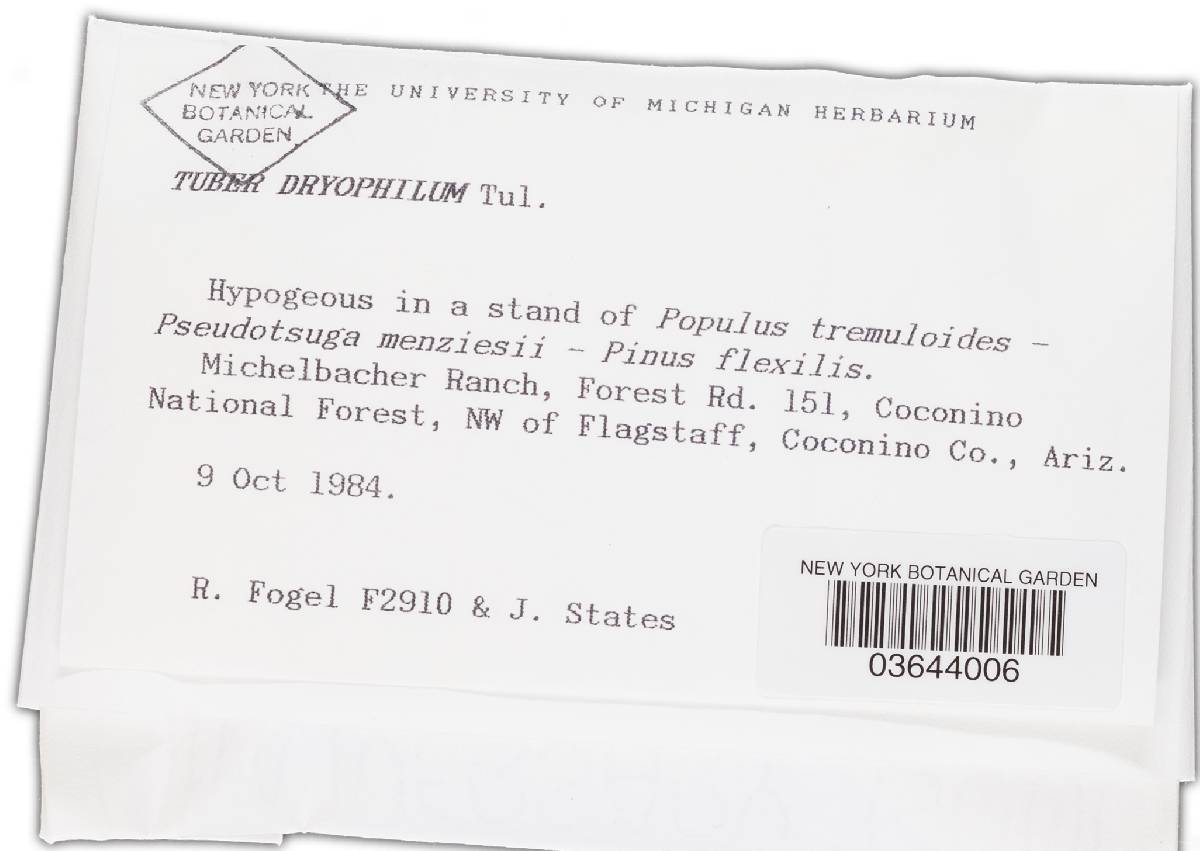 NEW YORK
BOTANICAL
GARDEN
THE UNIVERSITY OF MICHIGAN HERBARIUM
TUBER DRYOPHILUM Tul.
Hypogeous in a stand of Populus tremuloides –
Pseudotsuga menziesii – Pinus flexilis.
Michelbacher Ranch, Forest Rd. 151, Coconino
National Forest, NW of Flagstaff, Coconino Co., Ariz.
9 Oct 1984.
R. Fogel F2910 & J. States
NEW YORK BOTANICAL GARDEN
03644006